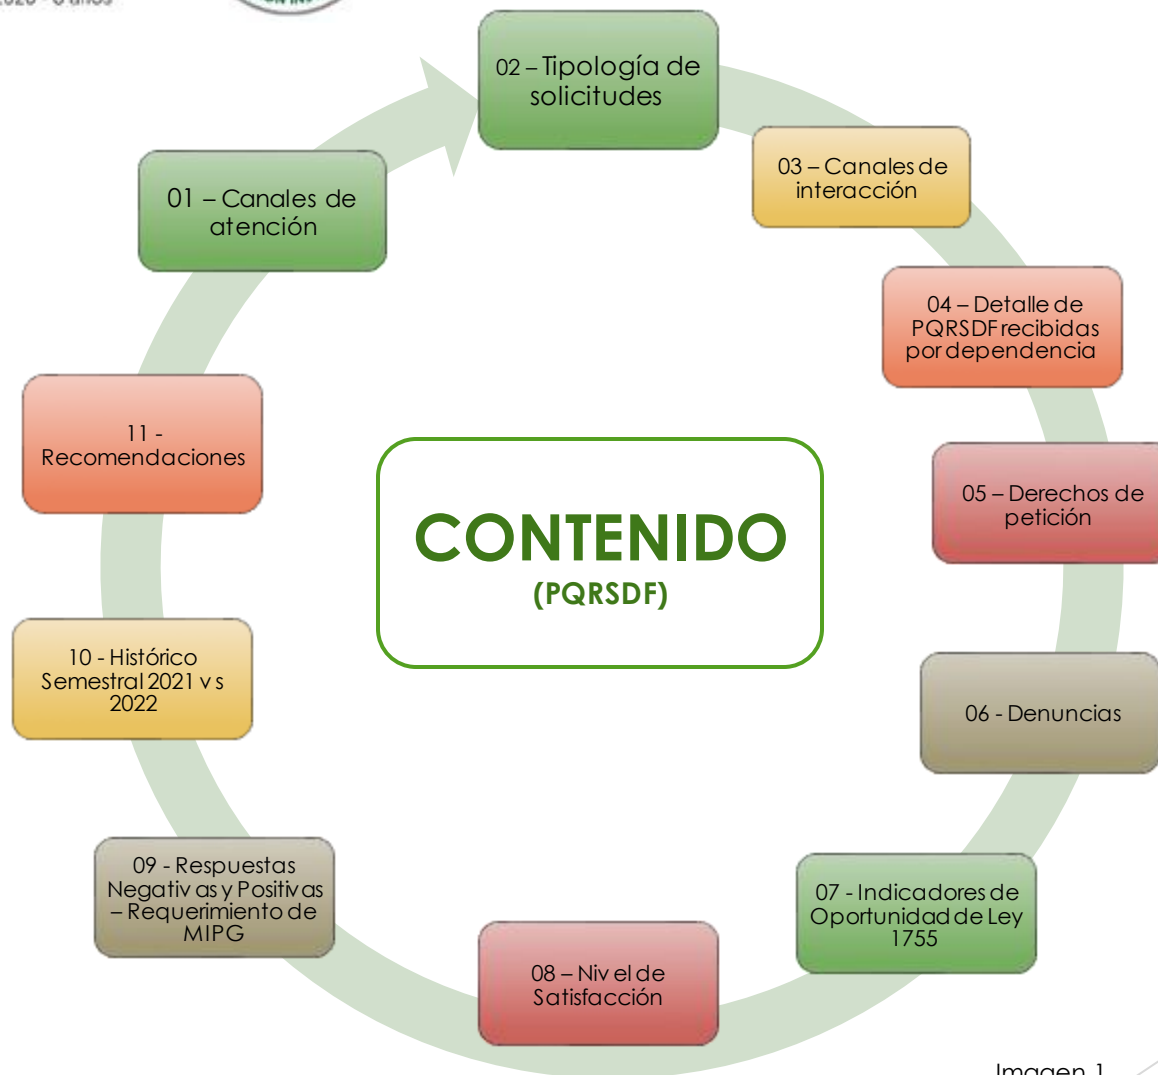 02 – Tipología de
solicitudes
03 – Canales de
interacción
01 – Canales de
atención
04 – Detalle de
PQRSDF recibidas
por dependencia
11 -
Recomendaciones
05 – Derechos de
petición
CONTENIDO
(PQRSDF)
10 - Histórico
Semestral 2021 vs
2022
06 - Denuncias
09 - Respuestas
Negativas y Positivas
– Requerimiento de
MIPG
07 - Indicadores de
Oportunidad de Ley
1755
08 – Nivel de
Satisfacción
Imagen 1